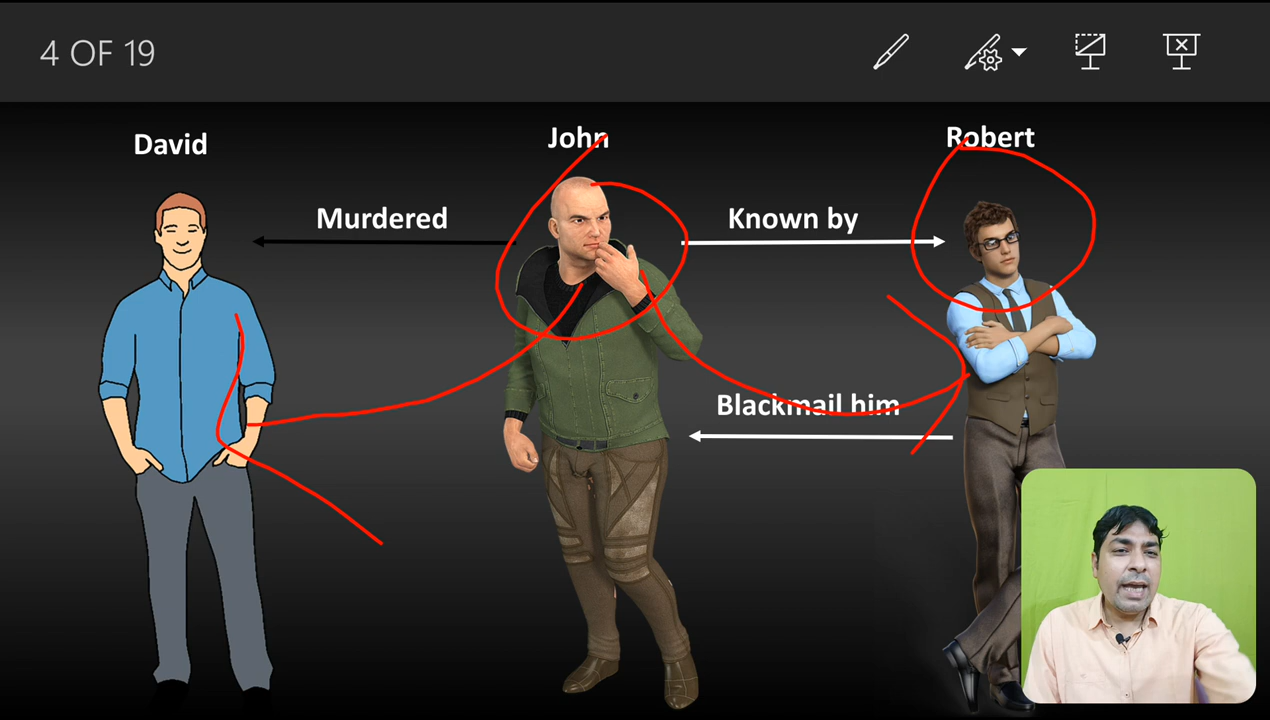 4 OF 19
David
John
Robert
Murdered
Known by
Blackmail him